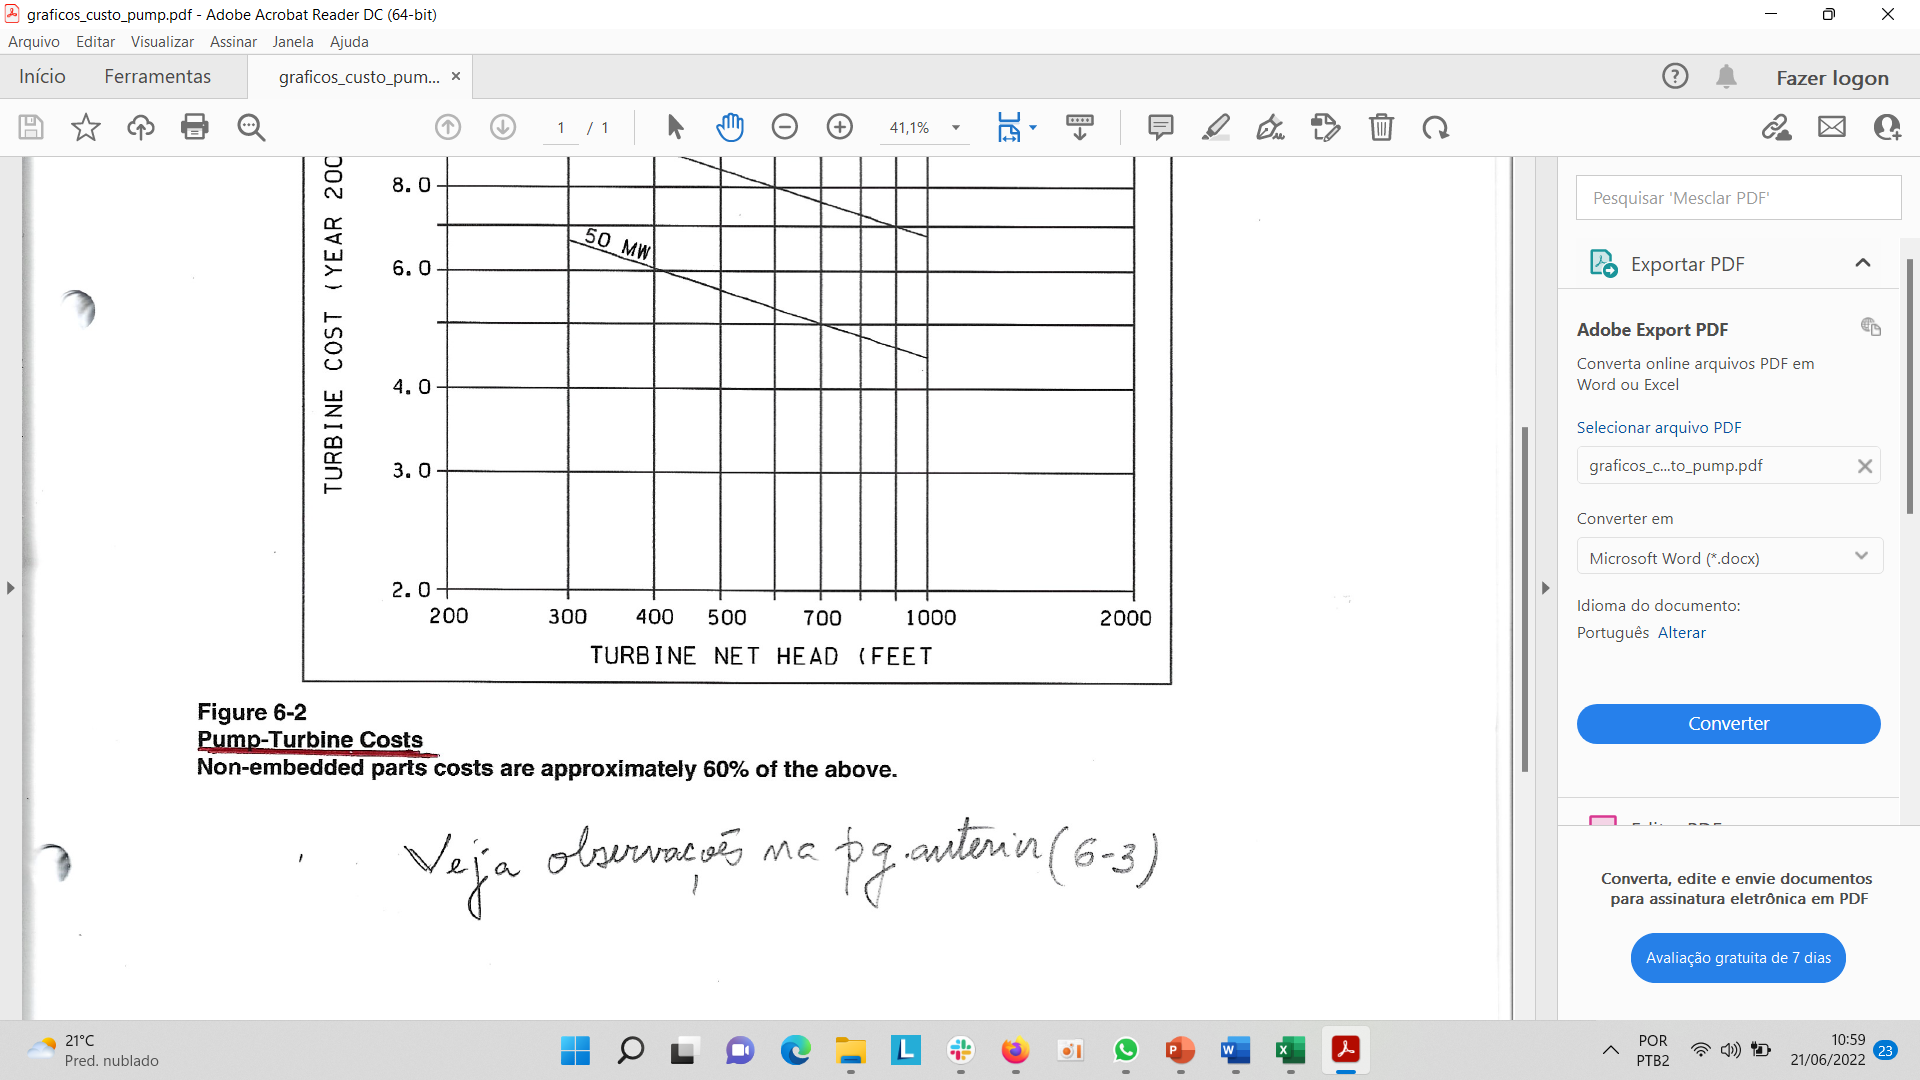 graficos_custo_pump.pdf - Adobe Acrobat Reader DC (64-bit)
Arquivo Editar Visualizar Assinar Janela Ajuda
Início Ferramentas graficos_custo_pum... × Fazer logon
1 / 1 41,1%
TURBINE COST (YEAR 200
8.0
6.0
4.0
3.0
2.0
50 MW
200 300 400 500 700 1000 2000
TURBINE NET HEAD (FEET
Figure 6-2
Pump-Turbine Costs
Non-embedded parts costs are approximately 60% of the above.
Veja observações na pg. anterior (6-3)
Pesquisar 'Mesclar PDF'
Exportar PDF
Adobe Export PDF
Converta online arquivos PDF em
Word ou Excel
Selecionar arquivo PDF
graficos_c...to_pump.pdf
Converter em
Microsoft Word (*.docx)
Idioma do documento:
Português Alterar
Converter
Converta, edite e envie documentos
para assinatura eletrônica em PDF
Avaliação gratuita de 7 dias
21°C
Pred. nublado
POR
PTB2
10:59
21/06/2022
23